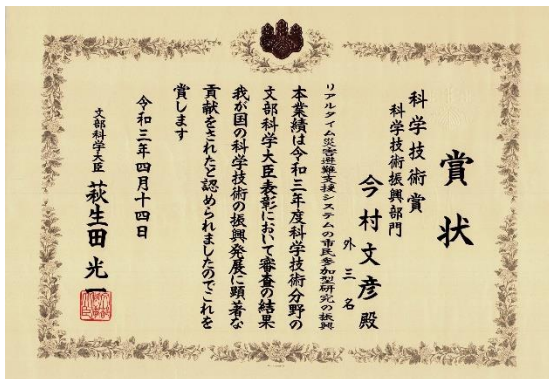 賞状
科学技術賞
科学技術振興部門
今村文彦殿
外三名
リアルタイム災害避難支援システムの市民参加型研究の振興
本業績は令和三年度科学技術分野の
文部科学大臣表彰において審査の結果
我が国の科学技術の振興発展に顕著な
貢献をされたと認められましたのでこれを
賞します
令和三年四月十四日
文部科学大臣 萩生田光一